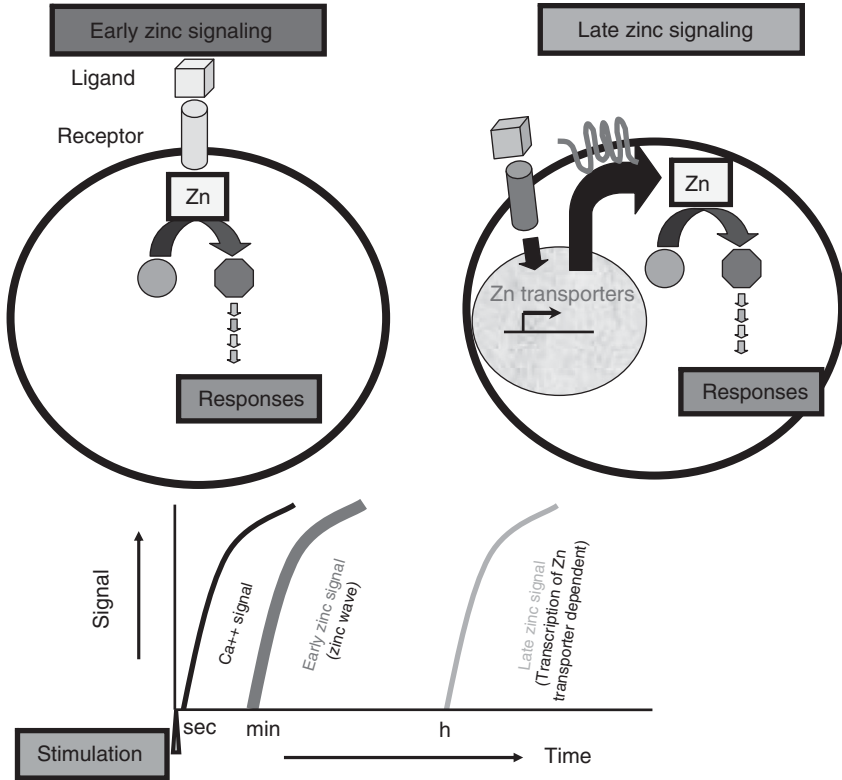 Early zinc signaling
Ligand
Receptor
Zn
Responses
Late zinc signaling
Zn
Zn transporters
Responses
Signal
Ca++ signal
Early zinc signal
(zinc wave)
Late zinc signal
(Transcription of Zn
transporter dependent)
sec
min
h
Stimulation
Time